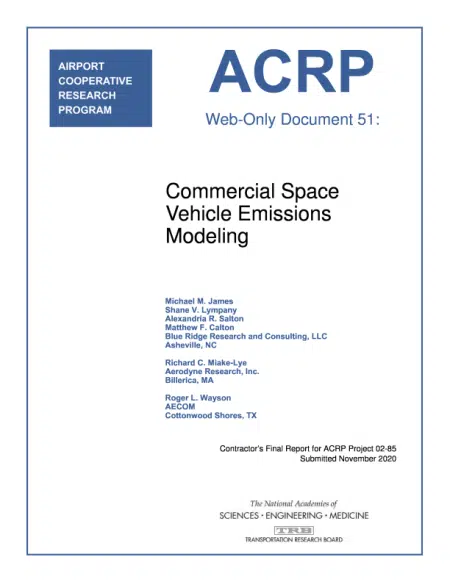 AIRPORT
COOPERATIVE
RESEARCH
PROGRAM
ACRP
Web-Only Document 51:
Commercial Space
Vehicle Emissions
Modeling
Michael M. James
Shane V. Lympany
Alexandria R. Salton
Matthew F. Calton
Blue Ridge Research and Consulting, LLC
Asheville, NC
Richard C. Miake-Lye
Aerodyne Research, Inc.
Billerica, MA
Roger L. Wayson
AECOM
Cottonwood Shores, TX
Contractor's Final Report for ACRP Project 02-85
Submitted November 2020
The National Academies of
SCIENCES • ENGINEERING • MEDICINE
TRB
TRANSPORTATION RESEARCH BOARD